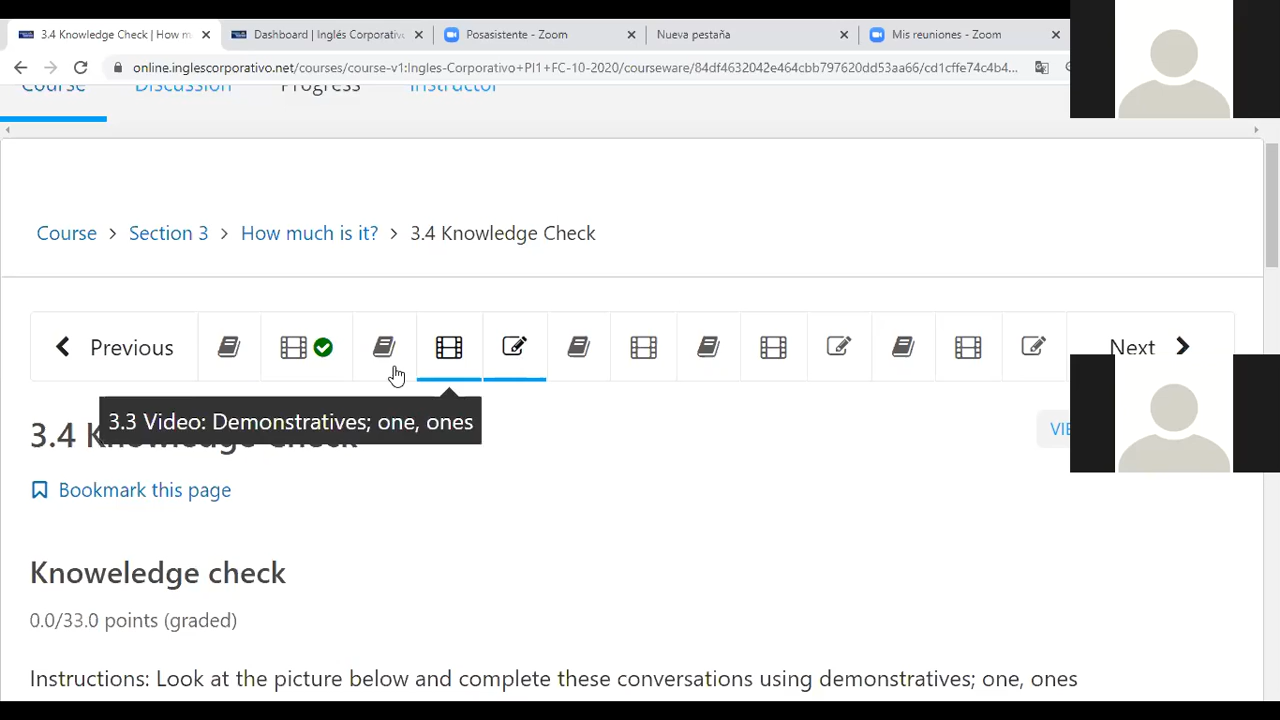 3.4 Knowledge Check | How m
Dashboard | Inglés Corporativo
Posasistente - Zoom
Nueva pestaña
Mis reuniones - Zoom
online.inglescorporativo.net/courses/course-v1:Ingles-Corporativo+PI1+FC-10-2020/courseware/84df4632042e464cbb797620dd53aa66/cd1cffe74c4b4...
Course Discussion Progress Instructor
Course > Section 3 > How much is it? > 3.4 Knowledge Check
Previous
Next
3.3 Video: Demonstratives; one, ones
3.4 Knowledge Check
VIE
Bookmark this page
Knoweledge check
0.0/33.0 points (graded)
Instructions: Look at the picture below and complete these conversations using demonstratives; one, ones